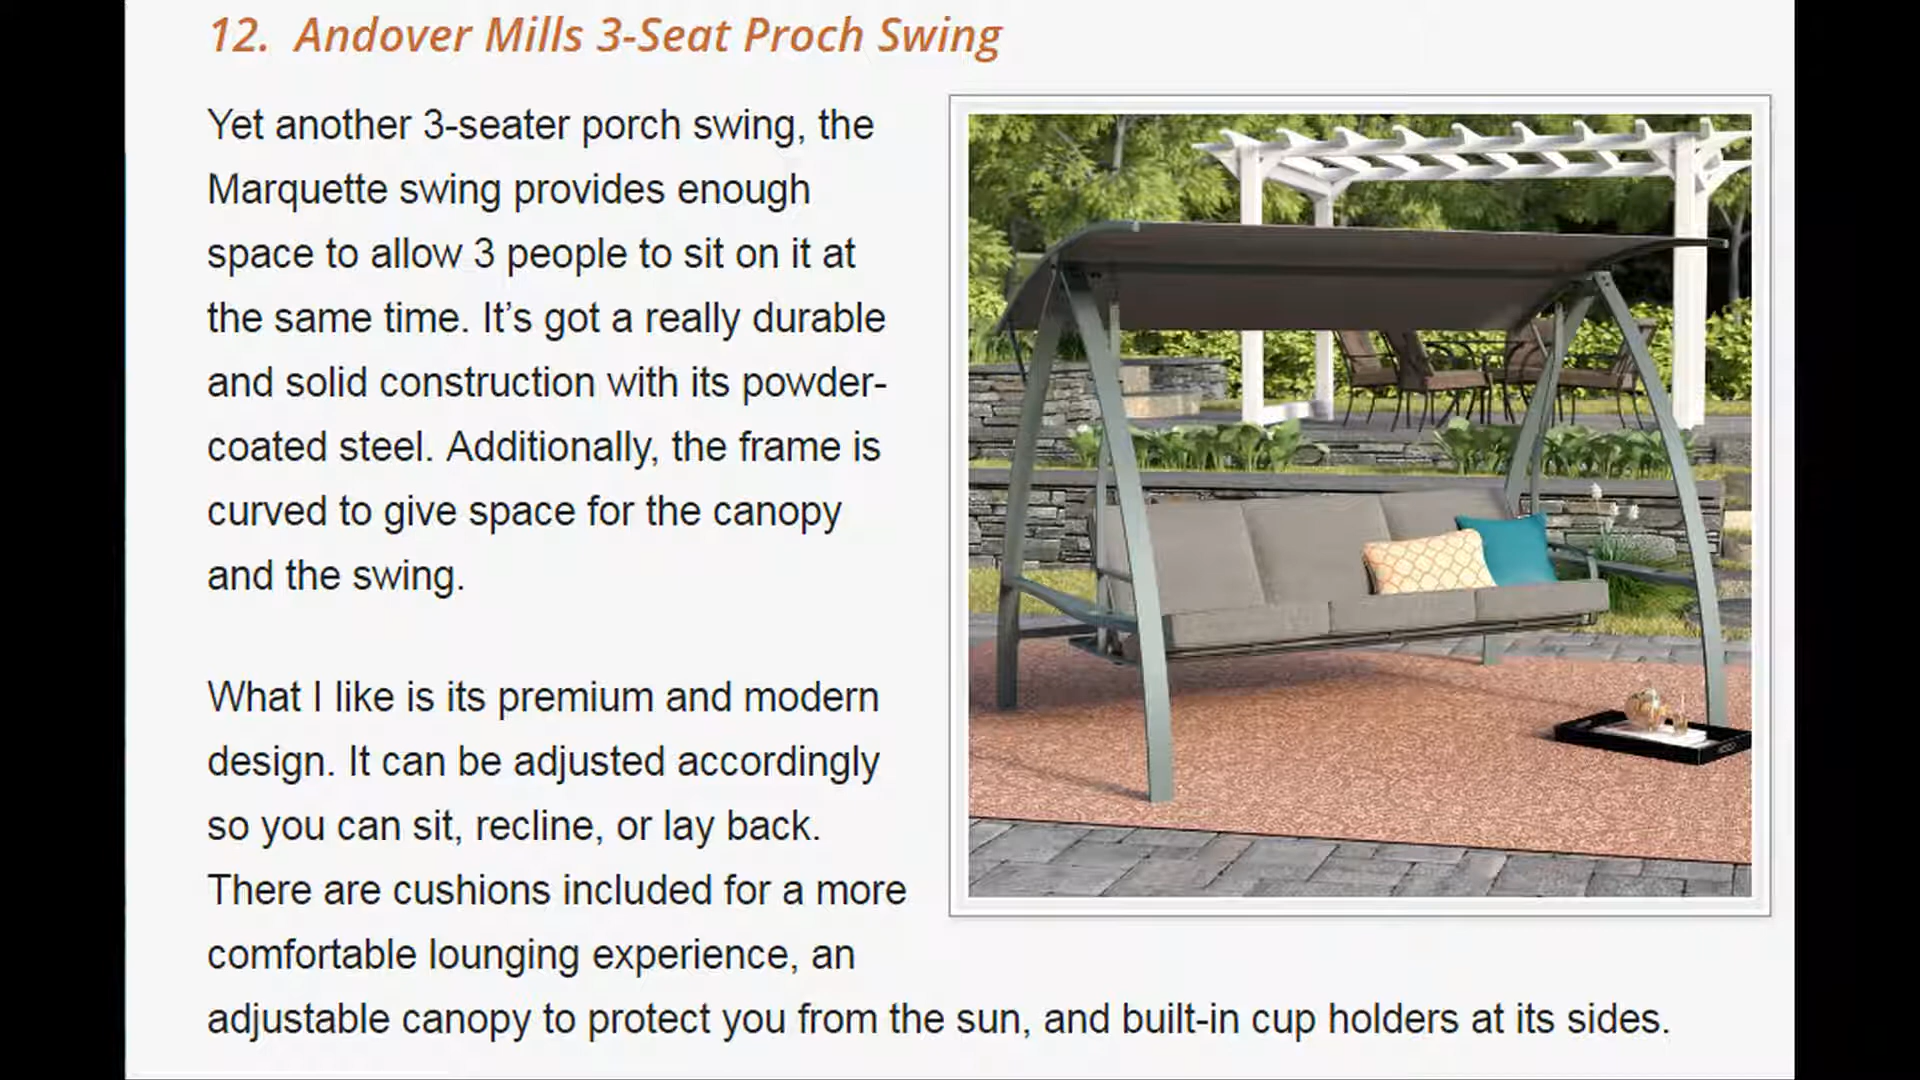 12. Andover Mills 3-Seat Proch Swing
Yet another 3-seater porch swing, the
Marquette swing provides enough
space to allow 3 people to sit on it at
the same time. It’s got a really durable
and solid construction with its powder-
coated steel. Additionally, the frame is
curved to give space for the canopy
and the swing.
What I like is its premium and modern
design. It can be adjusted accordingly
so you can sit, recline, or lay back.
There are cushions included for a more
comfortable lounging experience, an
adjustable canopy to protect you from the sun, and built-in cup holders at its sides.